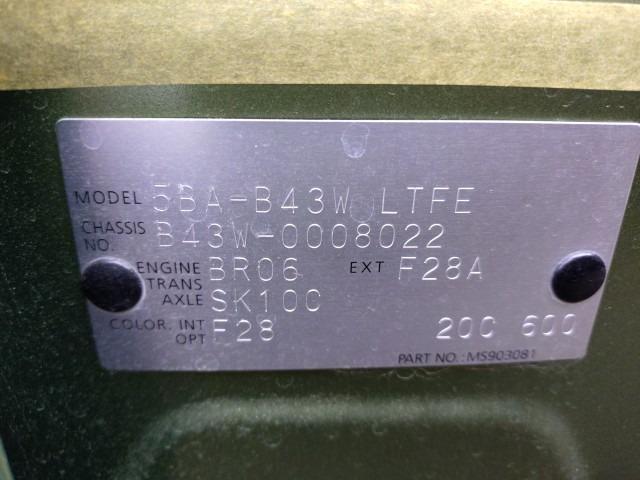 MODEL 5BA-B43W LTFE
CHASSIS NO. B43W-0008022
ENGINE BR06 EXT F28A
TRANS AXLE SK10C
COLOR, INT OPT F28 20C 600
PART NO.: MS903081